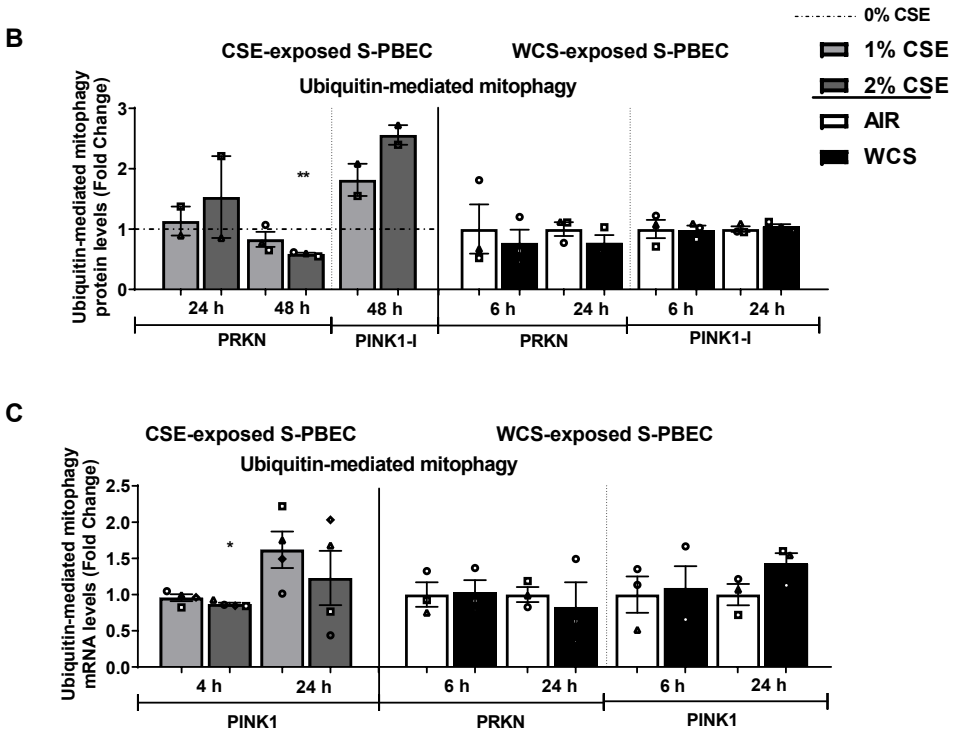 0% CSE
1% CSE
2% CSE
AIR
WCS
B
CSE-exposed S-PBEC
WCS-exposed S-PBEC
Ubiquitin-mediated mitophagy
Ubiquitin-mediated mitophagy
protein levels (Fold Change)
3
2
1
0
**
24 h
48 h
48 h
6 h
24 h
6 h
24 h
PRKN
PINK1-I
PRKN
PINK1-I
C
CSE-exposed S-PBEC
WCS-exposed S-PBEC
Ubiquitin-mediated mitophagy
Ubiquitin-mediated mitophagy
mRNA levels (Fold Change)
2.5
2.0
1.5
1.0
0.5
0.0
*
4 h
24 h
6 h
24 h
6 h
24 h
PINK1
PRKN
PINK1